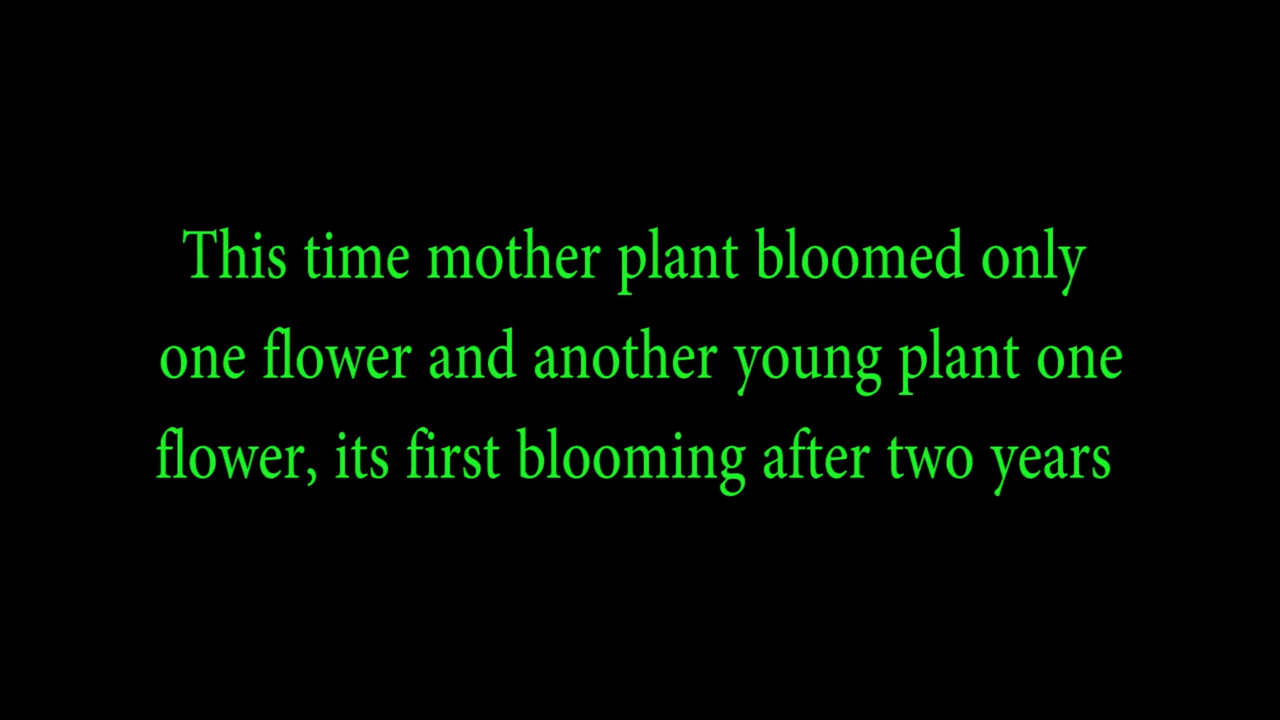 This time mother plant bloomed only
one flower and another young plant one
flower, its first blooming after two years